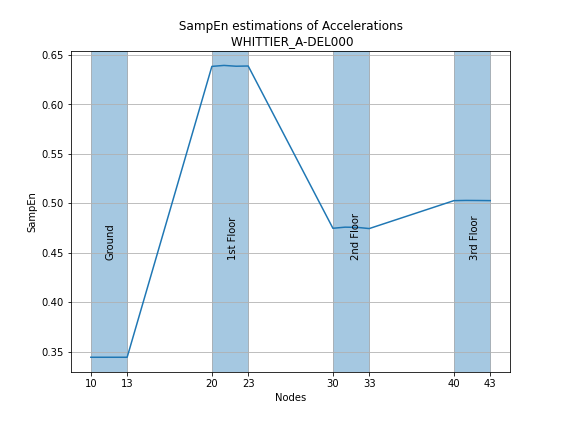 SampEn estimations of Accelerations
WHITTIER_A-DEL000
0.65
0.60
0.55
0.50
0.45
0.40
0.35
SampEn
Ground
1st Floor
2nd Floor
3rd Floor
10 13 20 23 30 33 40 43
Nodes